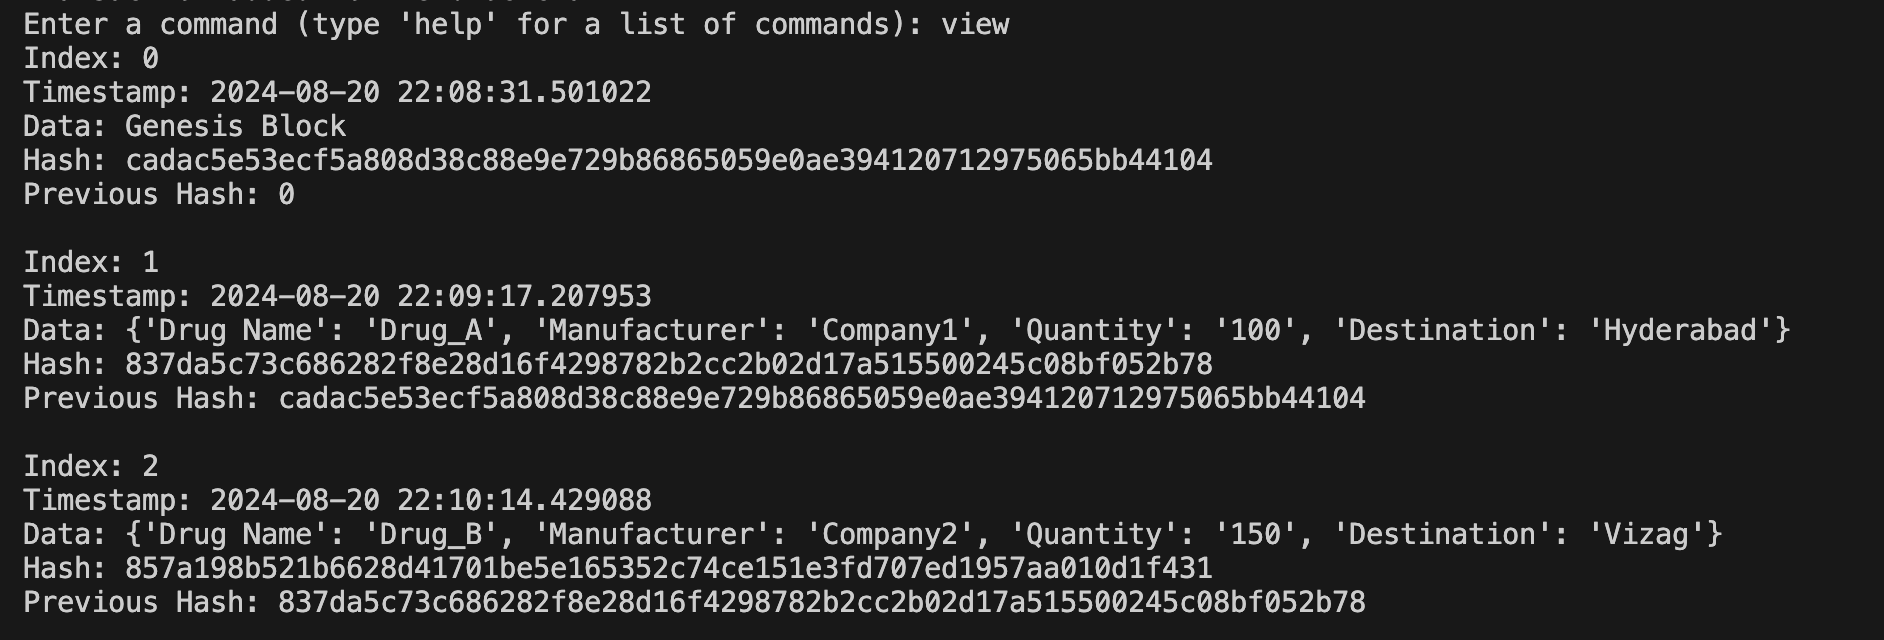 Enter a command (type 'help' for a list of commands): view
Index: 0
Timestamp: 2024-08-20 22:08:31.501022
Data: Genesis Block
Hash: cadac5e53ecf5a808d38c88e9e729b86865059e0ae394120712975065bb44104
Previous Hash: 0

Index: 1
Timestamp: 2024-08-20 22:09:17.207953
Data: {'Drug Name': 'Drug_A', 'Manufacturer': 'Company1', 'Quantity': '100', 'Destination': 'Hyderabad'}
Hash: 837da5c73c686282f8e28d16f4298782b2cc2b02d17a515500245c08bf052b78
Previous Hash: cadac5e53ecf5a808d38c88e9e729b86865059e0ae394120712975065bb44104

Index: 2
Timestamp: 2024-08-20 22:10:14.429088
Data: {'Drug Name': 'Drug_B', 'Manufacturer': 'Company2', 'Quantity': '150', 'Destination': 'Vizag'}
Hash: 857a198b521b6628d41701be5e165352c74ce151e3fd707ed1957aa010d1f431
Previous Hash: 837da5c73c686282f8e28d16f4298782b2cc2b02d17a515500245c08bf052b78